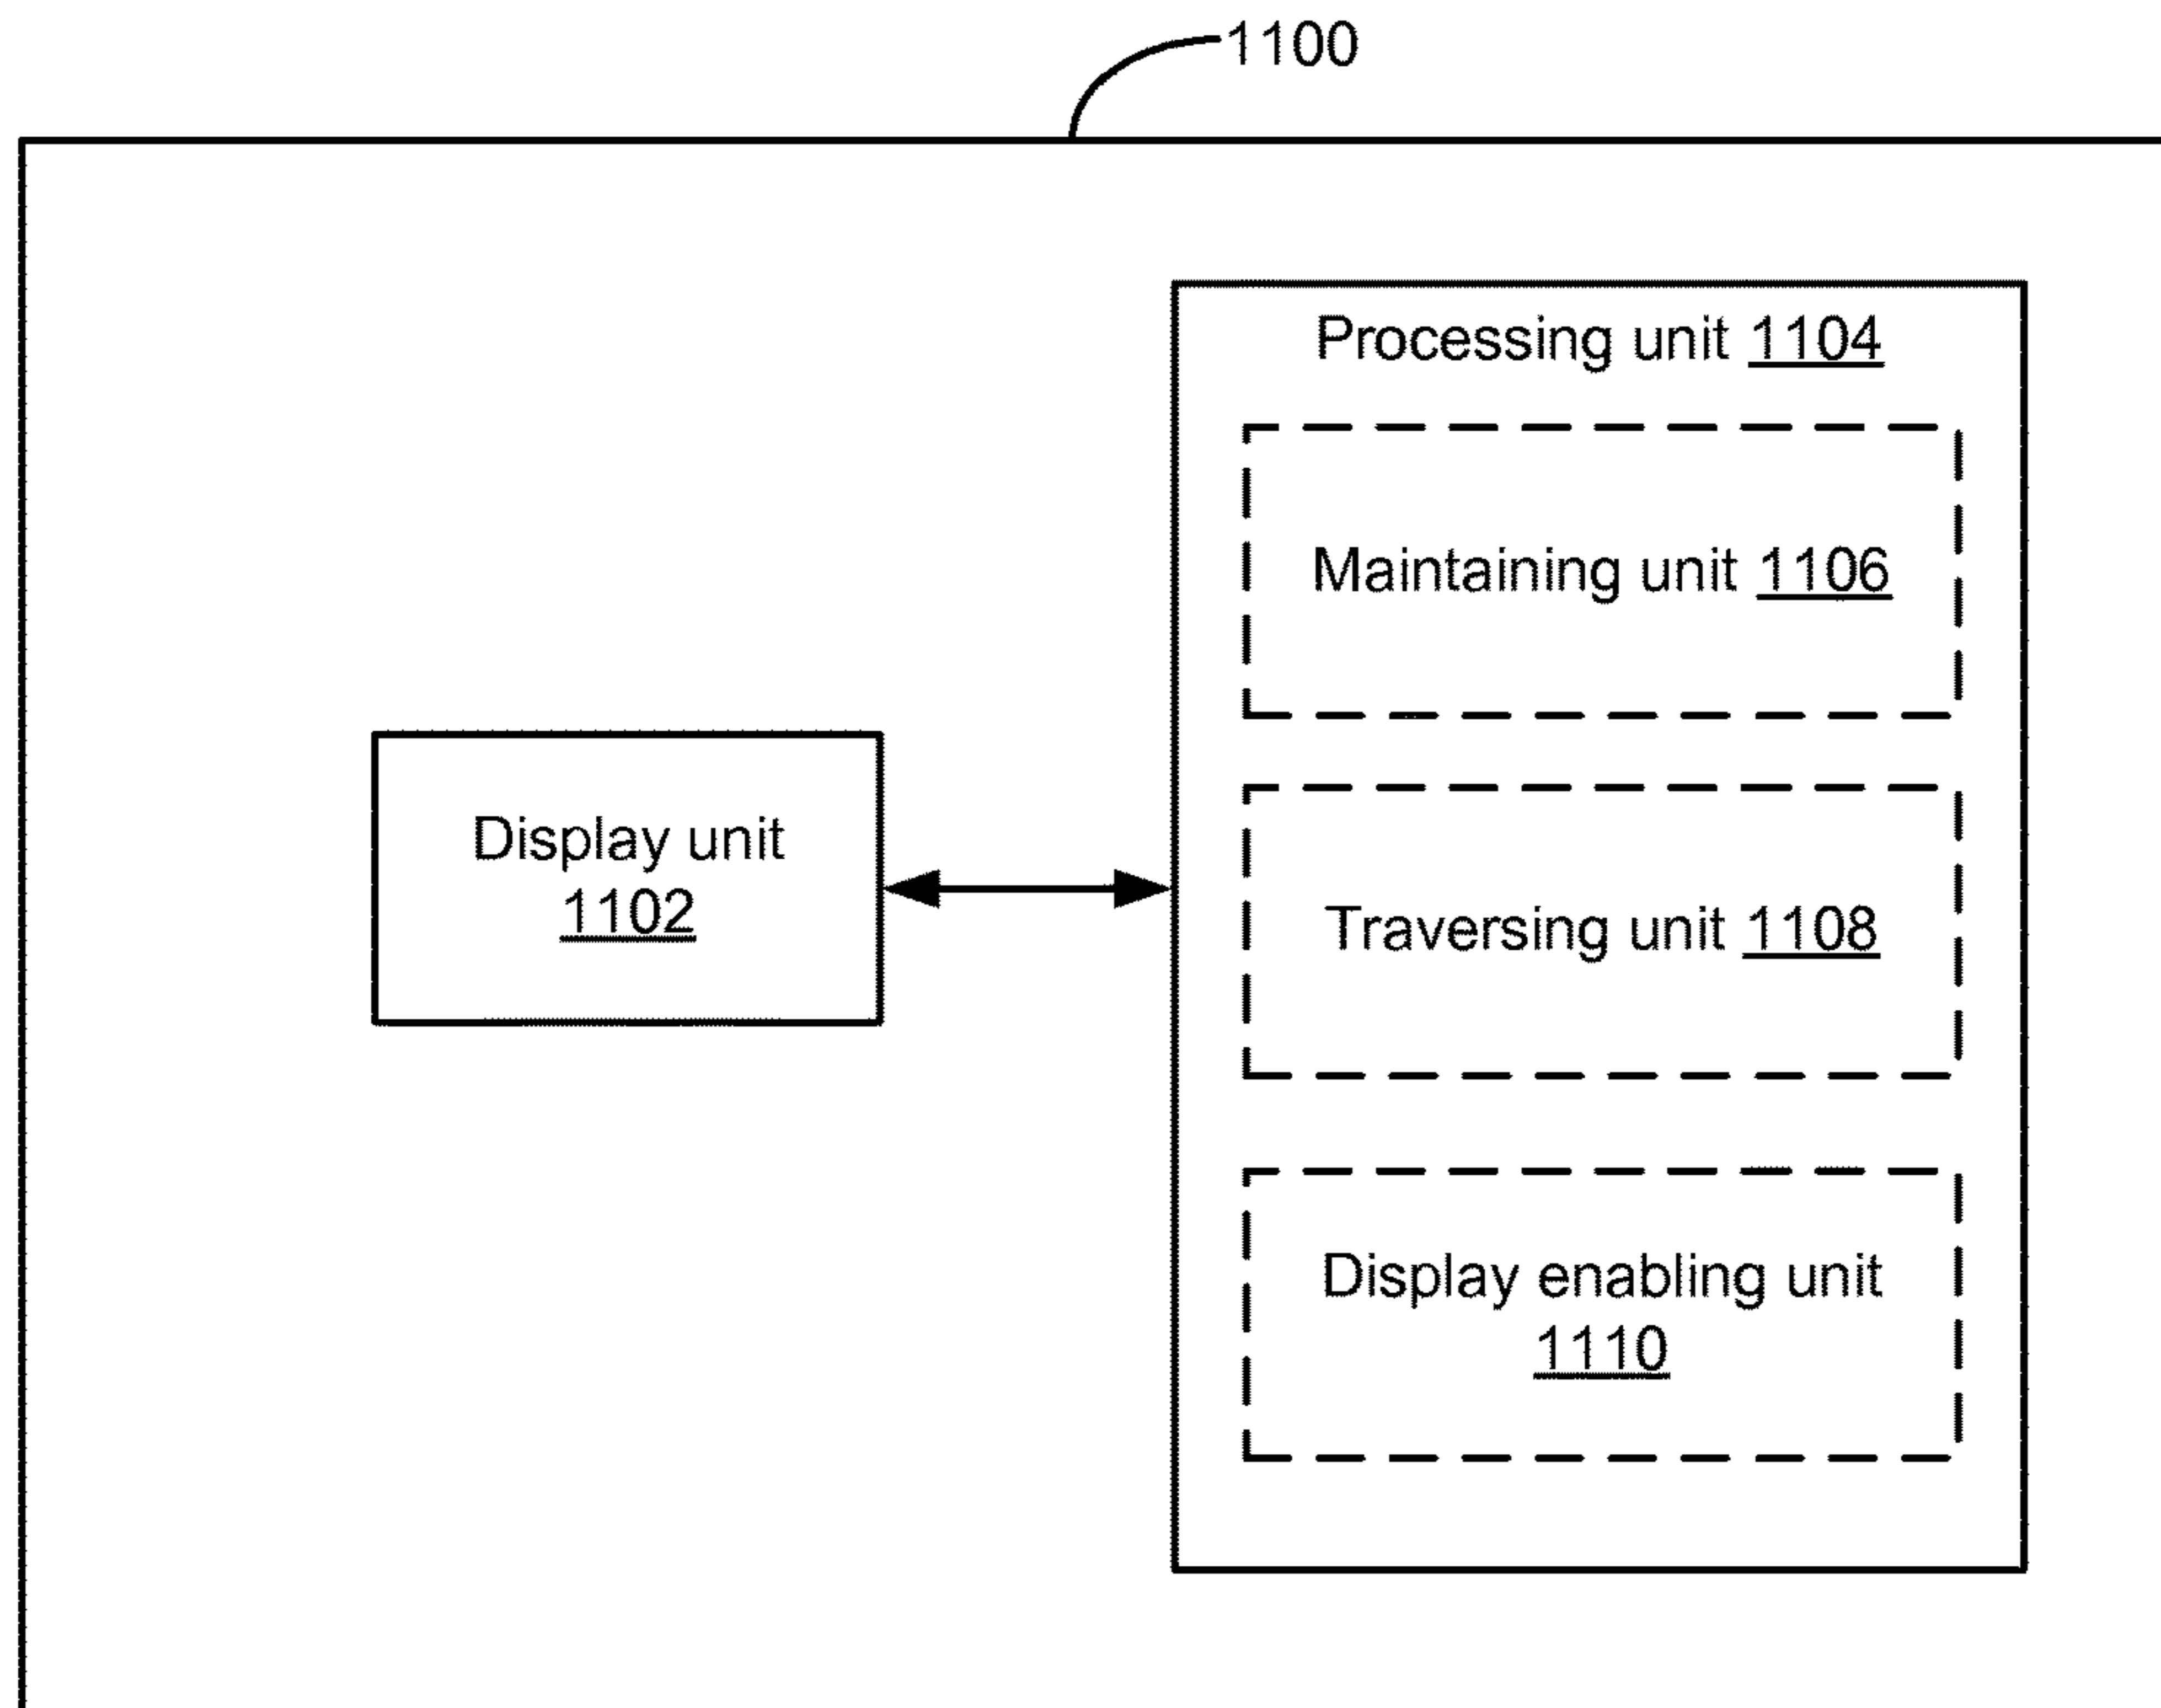 1100
Processing unit 1104
Maintaining unit 1106
Display unit
1102
Traversing unit 1108
Display enabling unit
1110